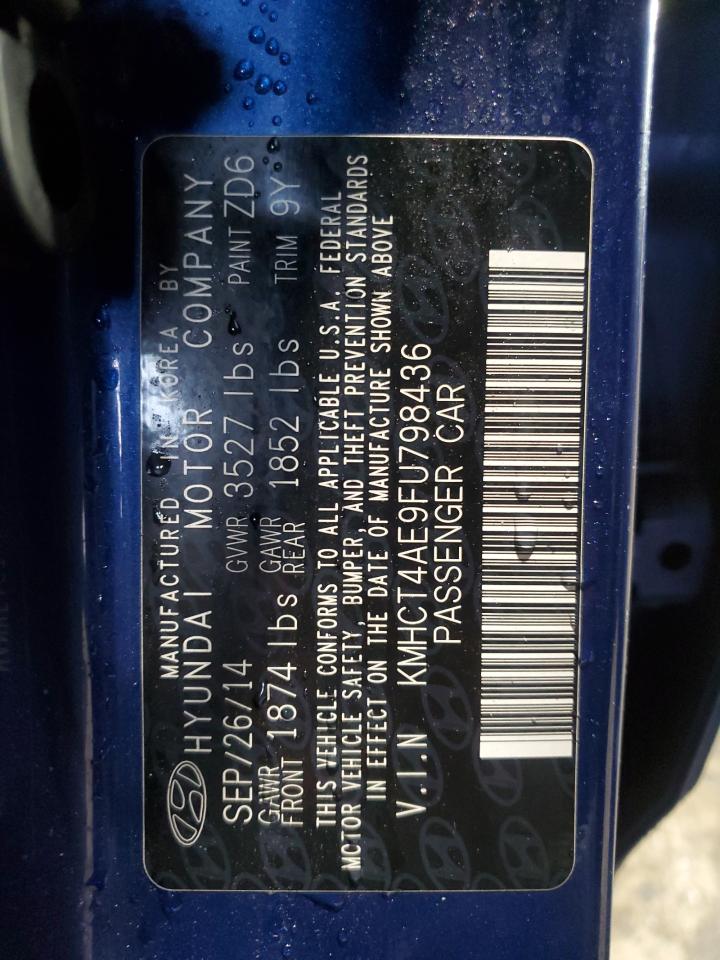 MANUFACTURED IN KOREA BY
HYUNDAI MOTOR COMPANY
SEP/26/14 GVWR 3527 lbs PAINT ZD6
GAWR FRONT 1874 lbs GAWR REAR 1852 lbs TRIM 9Y
THIS VEHICLE CONFORMS TO ALL APPLICABLE U.S.A. FEDERAL
MOTOR VEHICLE SAFETY, BUMPER, AND THEFT PREVENTION STANDARDS
IN EFFECT ON THE DATE OF MANUFACTURE SHOWN ABOVE
V.I.N KMHCT4AE9FU798436
PASSENGER CAR